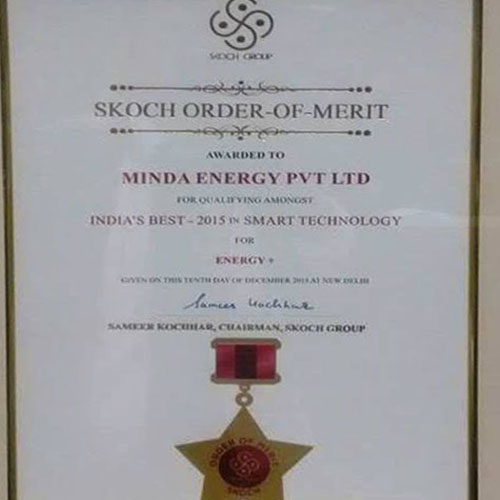 SKOCH GROUP
SKOCH ORDER-OF-MERIT
AWARDED TO
MINDA ENERGY PVT LTD
FOR QUALIFYING AMONGST
INDIA'S BEST - 2015 IN SMART TECHNOLOGY
FOR
ENERGY +
GIVEN ON THIS TENTH DAY OF DECEMBER 2015 AT NEW DELHI
Sameer Kochhar
SAMEER KOCHHAR, CHAIRMAN, SKOCH GROUP
ORDER OF MERIT
SKOCH